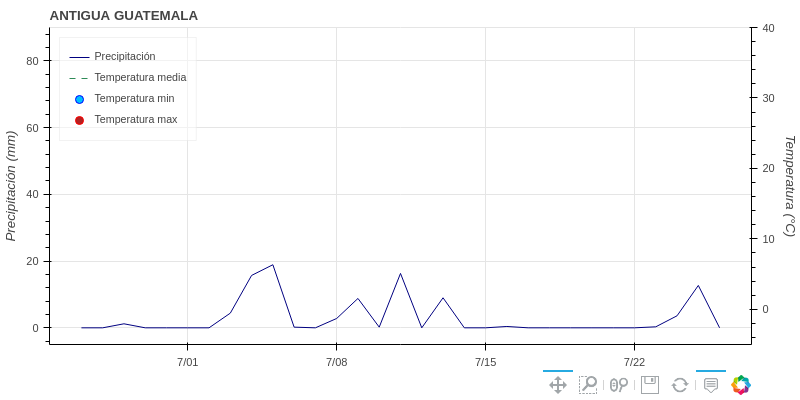 ANTIGUA GUATEMALA
Precipitación
Temperatura media
Temperatura min
Temperatura max
Precipitación (mm)
80
60
40
20
0
Temperatura (°C)
40
30
20
10
0
7/01
7/08
7/15
7/22